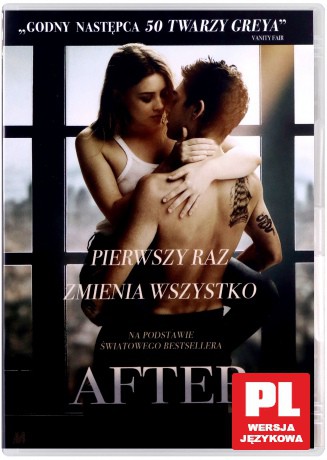 „GODNY NASTĘPCA 50 TWARZY GREYA”
VANITY FAIR
PIERWSZY RAZ
ZMIENIA WSZYSTKO
NA PODSTAWIE
ŚWIATOWEGO BESTSELLERA
AFTER
PL
WERSJA
JĘZYKOWA